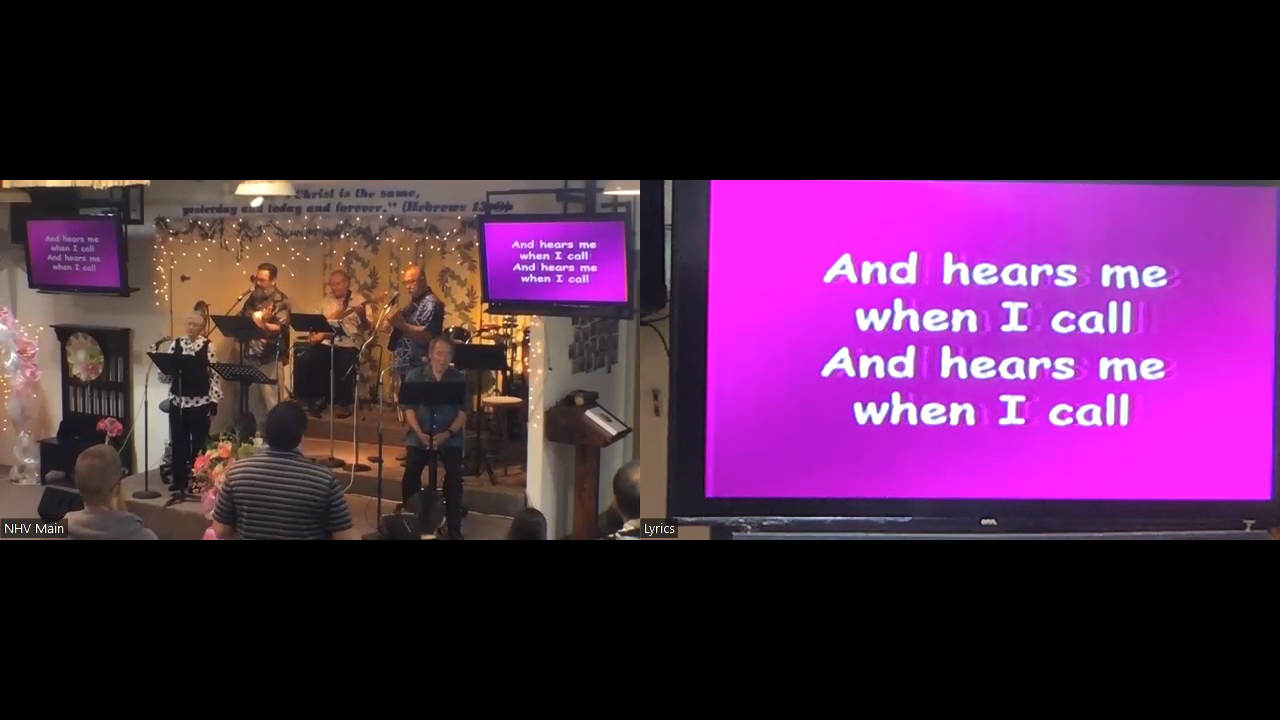 Christ is the same,
yesterday and today and forever." (Hebrews 13:8)
And hears me
when I call
And hears me
when I call
And hears me
when I call
And hears me
when I call
NHV Main
And hears me
when I call
And hears me
when I call
Lyrics